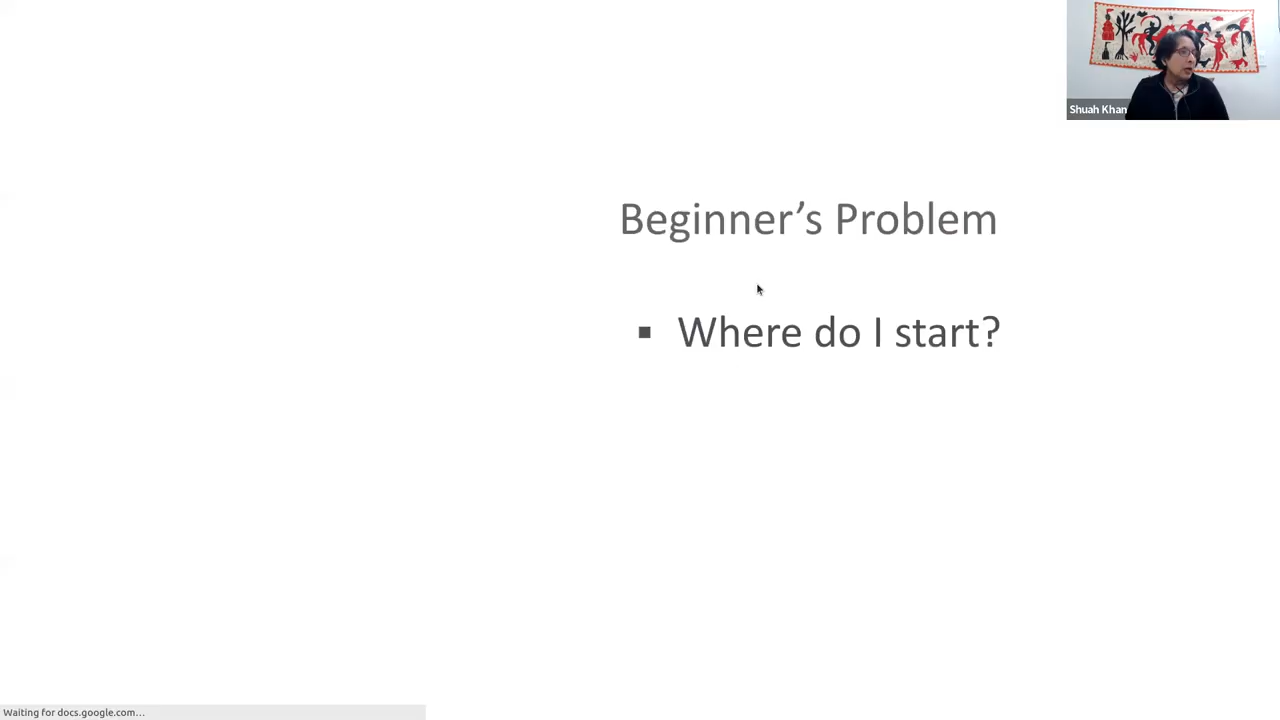 Shuah Khan
Beginner’s Problem
▪ Where do I start?
Waiting for docs.google.com...